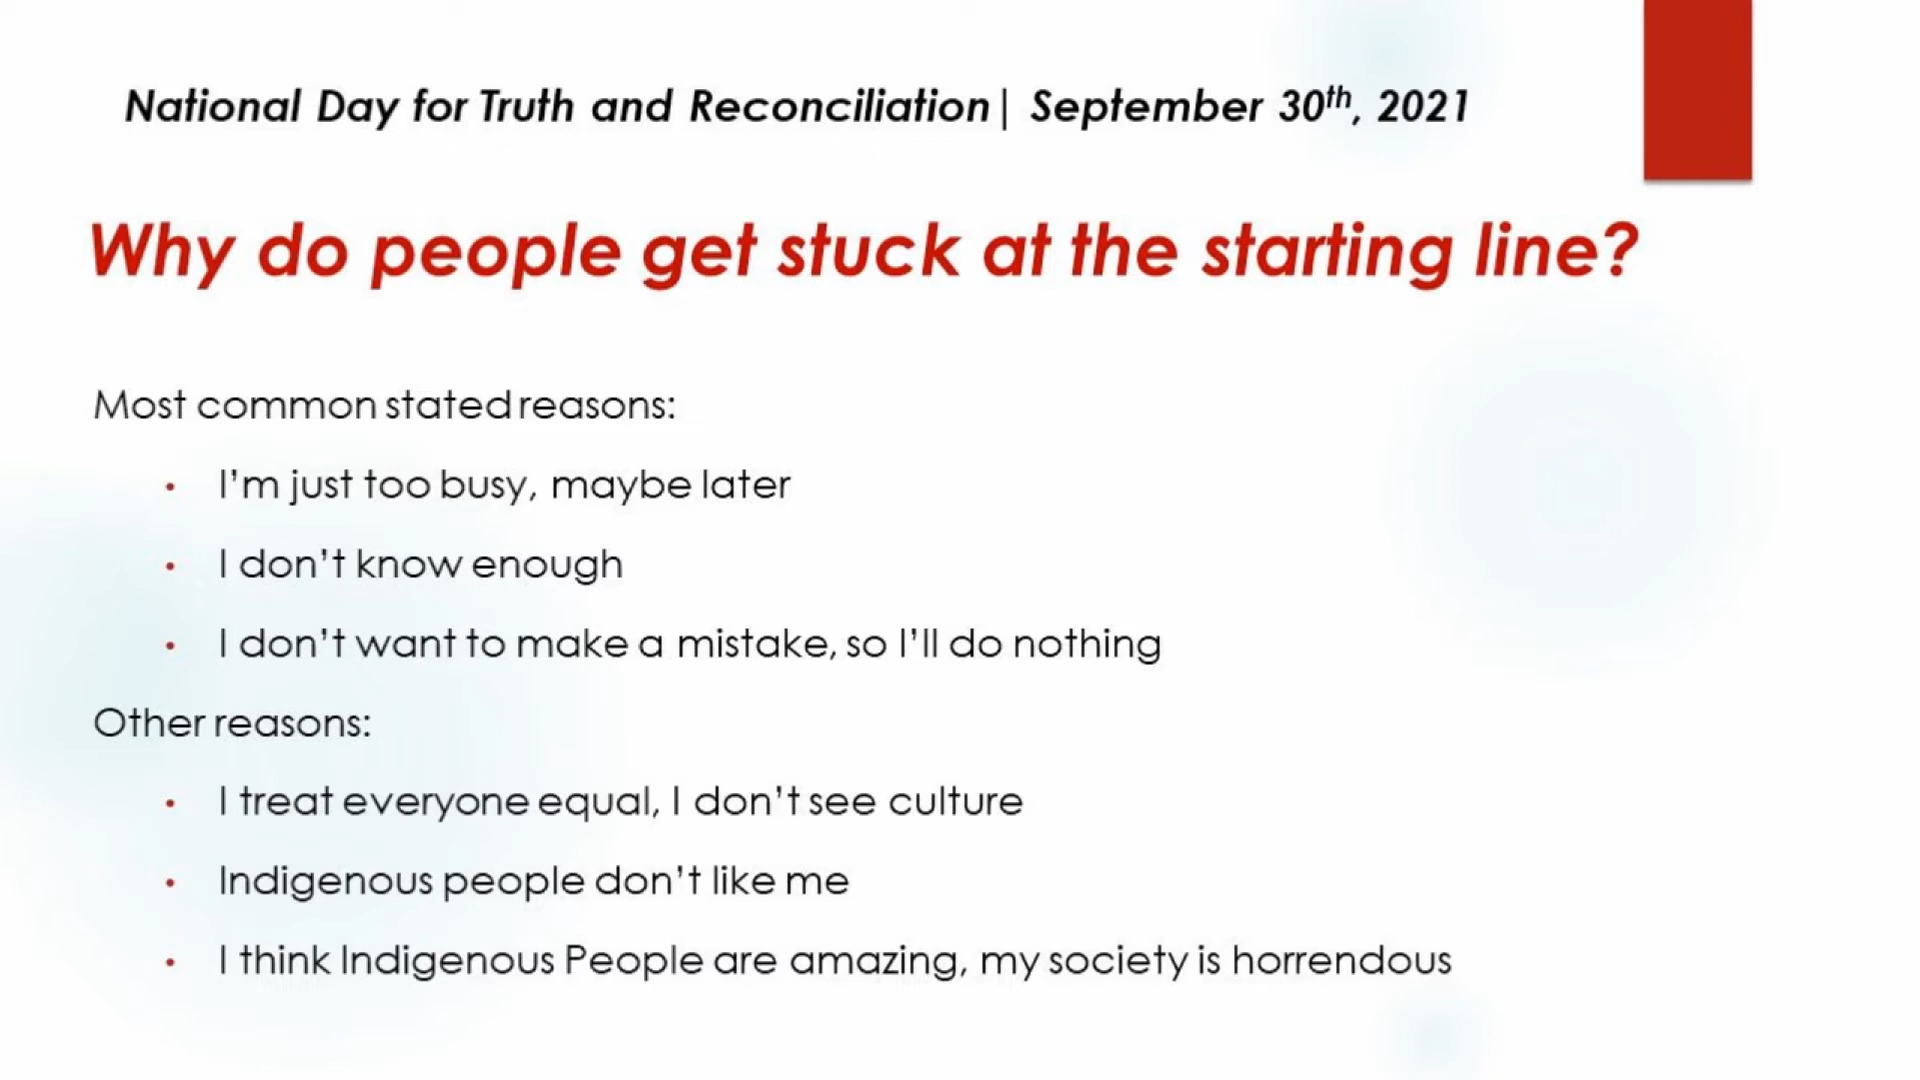 National Day for Truth and Reconciliation| September 30th, 2021
Why do people get stuck at the starting line?
Most common stated reasons:
• I'm just too busy, maybe later
• I don't know enough
• I don't want to make a mistake, so I'll do nothing
Other reasons:
• I treat everyone equal, I don't see culture
• Indigenous people don't like me
• I think Indigenous People are amazing, my society is horrendous